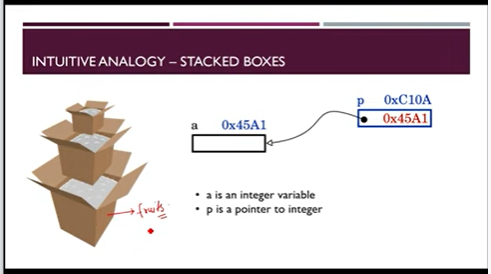 INTUITIVE ANALOGY – STACKED BOXES
p 0xC10A
0x45A1
a 0x45A1
fruits
• a is an integer variable
• p is a pointer to integer